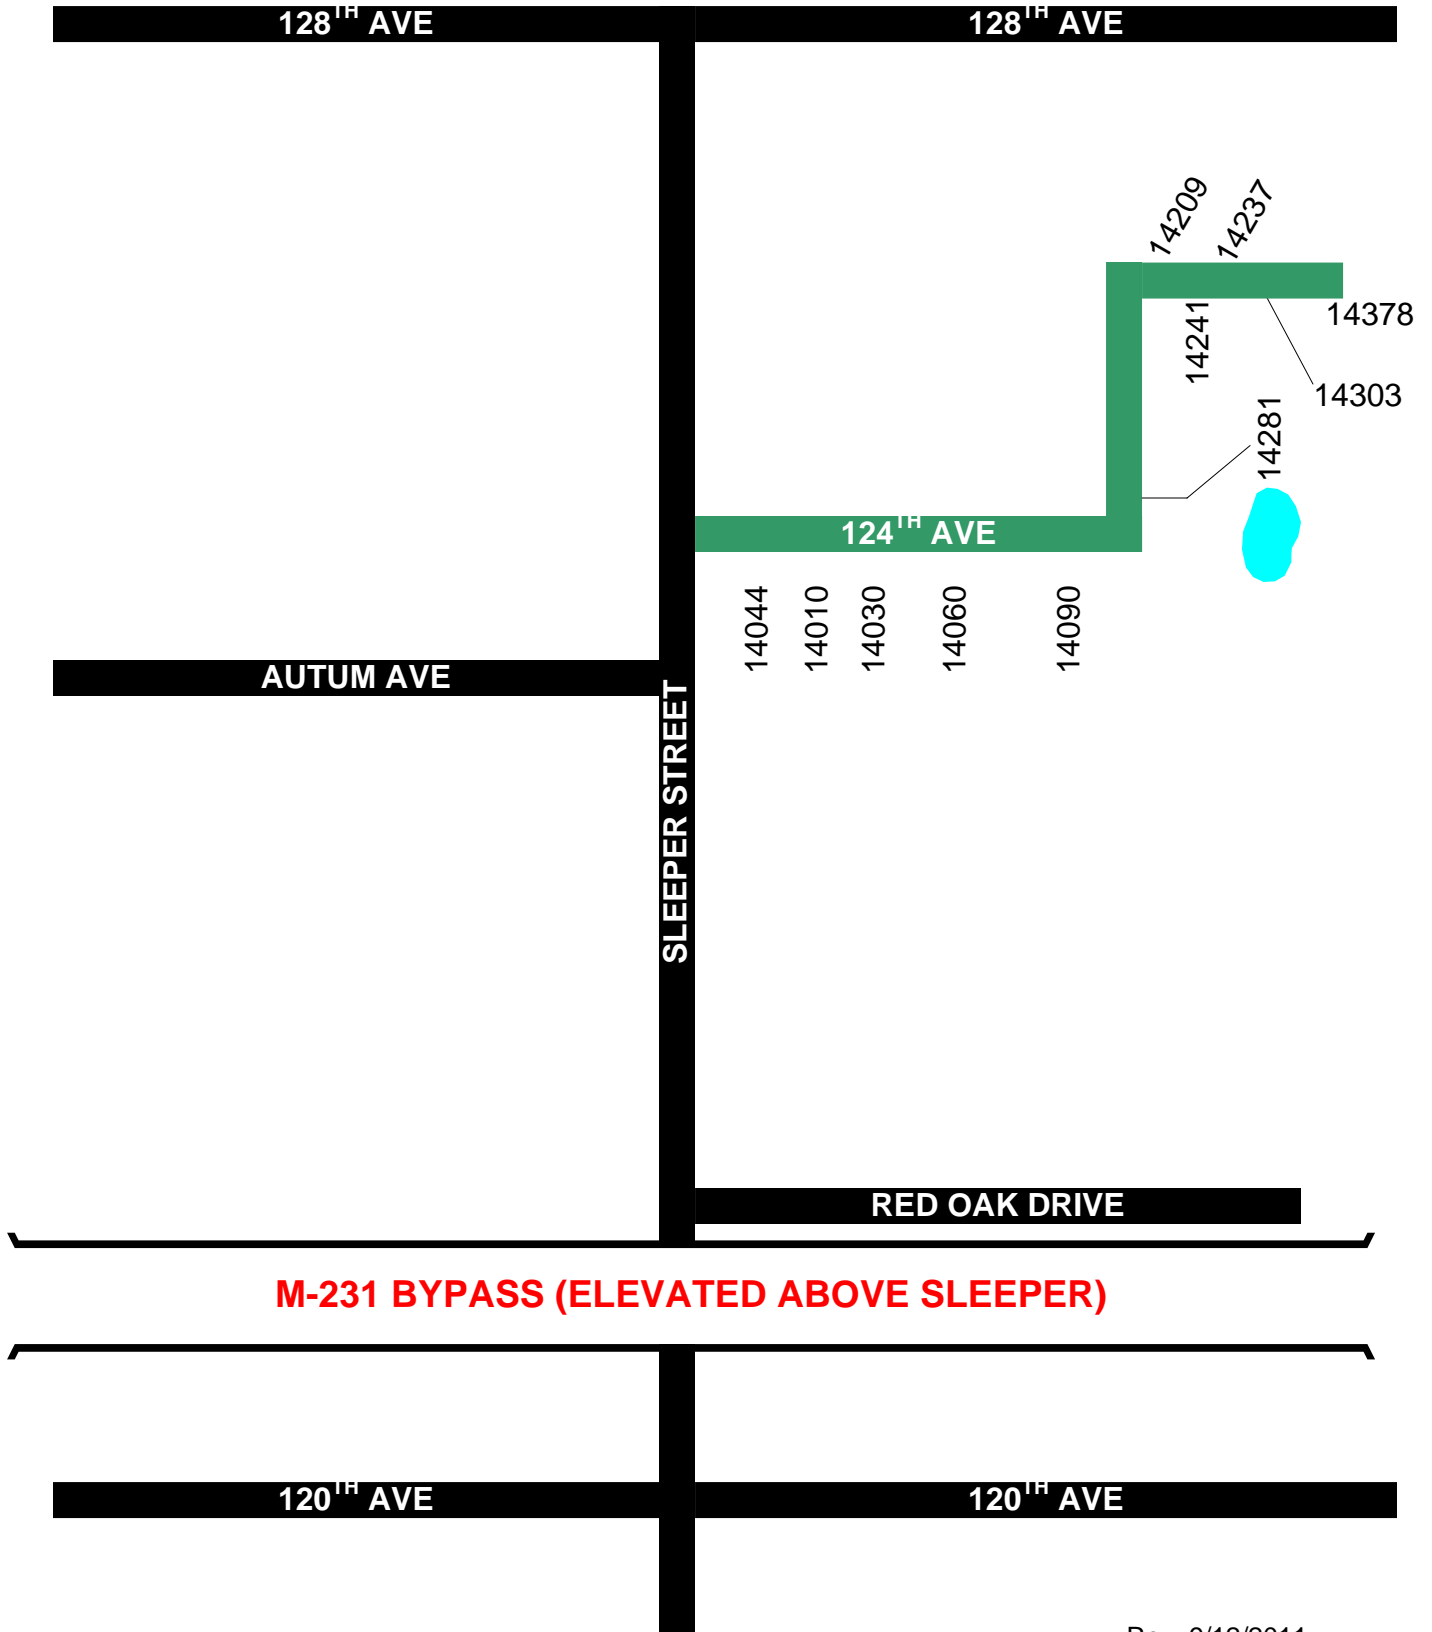 128TH AVE
128TH AVE
14209
14237
14241
14378
14303
14281
124TH AVE
14044
14010
14030
14060
14090
AUTUM AVE
SLEEPER STREET
RED OAK DRIVE
M-231 BYPASS (ELEVATED ABOVE SLEEPER)
120TH AVE
120TH AVE